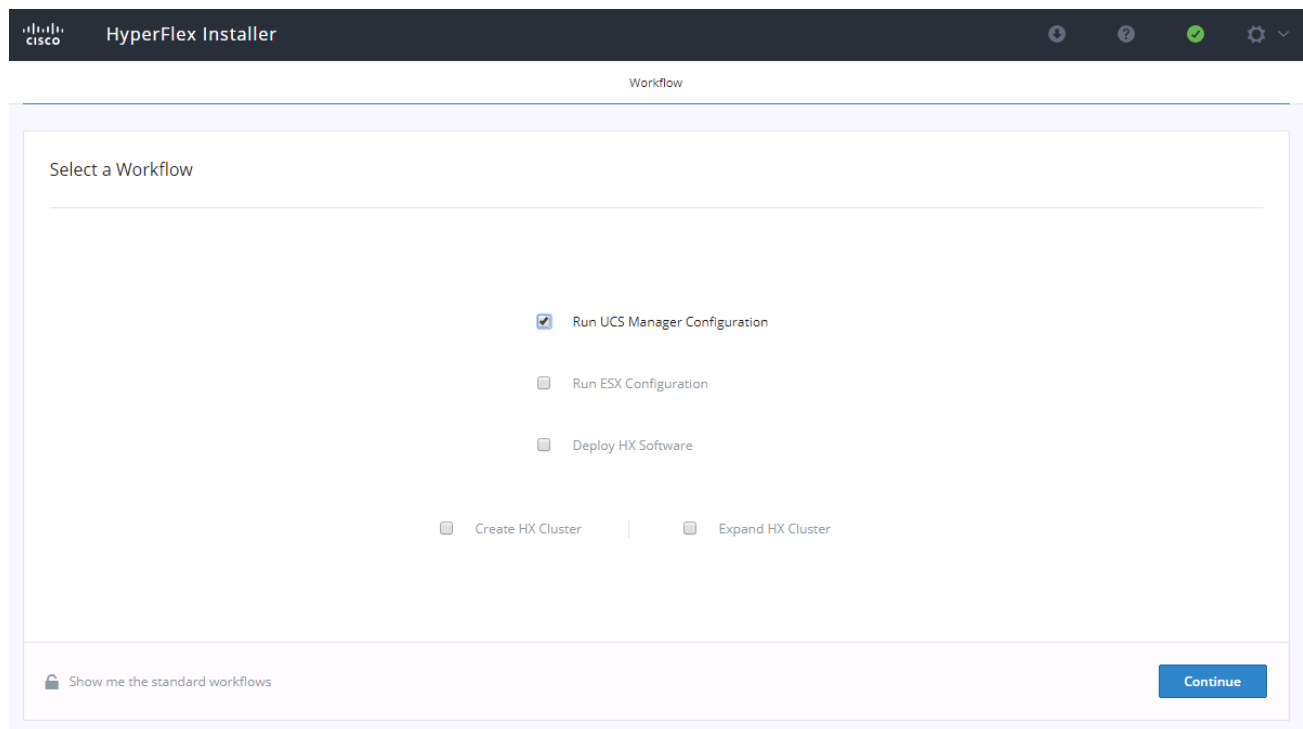 CISCO HyperFlex Installer
Workflow
Select a Workflow
Run UCS Manager Configuration
Run ESX Configuration
Deploy HX Software
Create HX Cluster Expand HX Cluster
Show me the standard workflows Continue